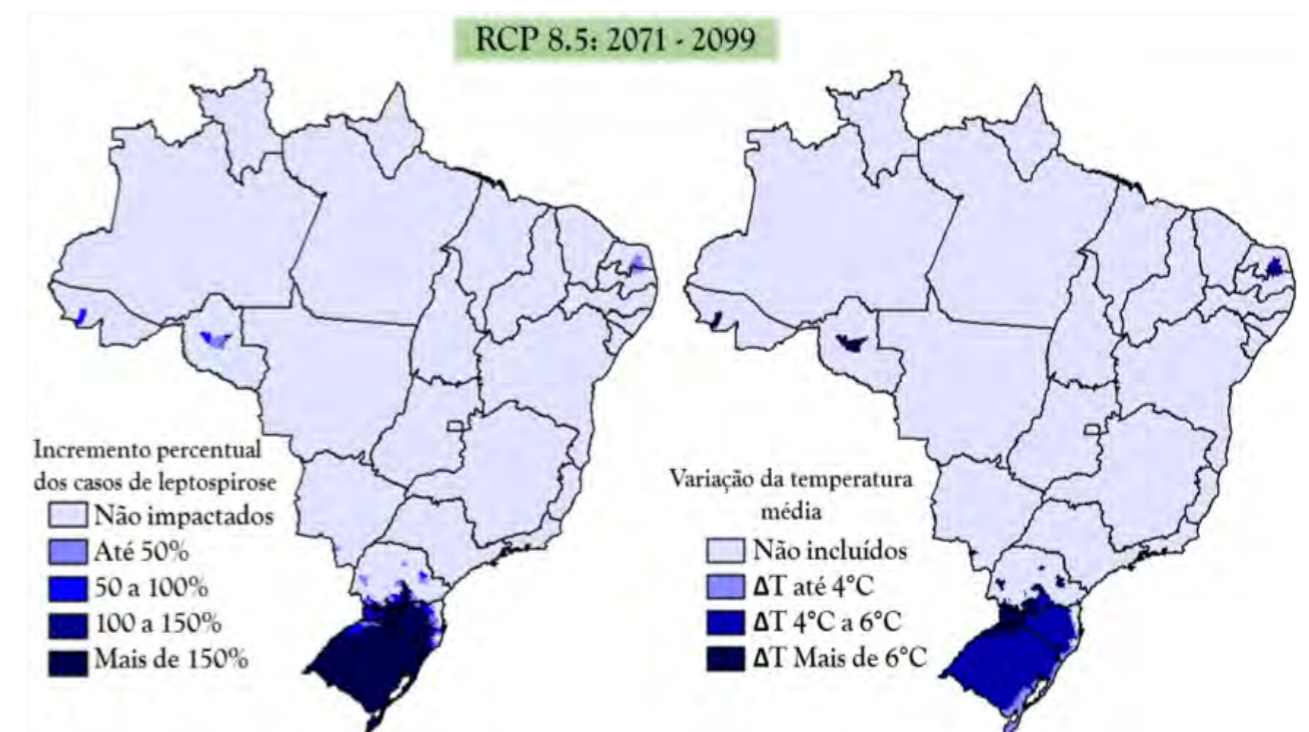 RCP 8.5: 2071 - 2099
Incremento percentual
dos casos de leptospirose
Não impactados
Até 50%
50 a 100%
100 a 150%
Mais de 150%
Variação da temperatura
média
Não incluídos
ΔT até 4°C
ΔT 4°C a 6°C
ΔT Mais de 6°C